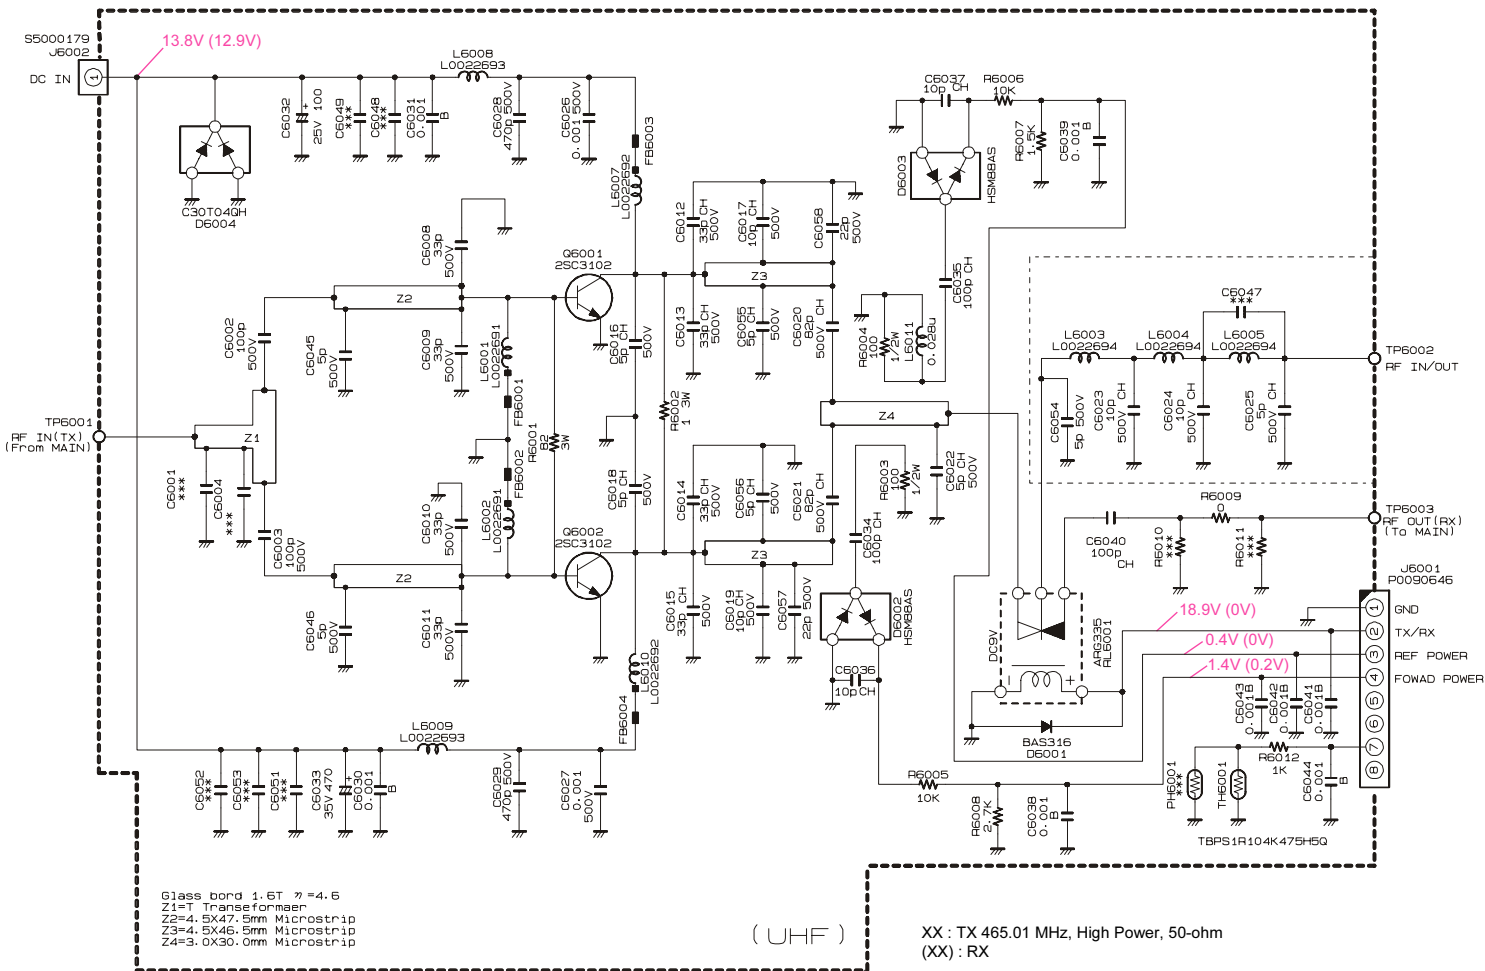 S5000179
J6002
DC IN
1
13.8V (12.9V)
C30T04QH
D6004
C6032
25V 100
C6049
***
C6048
***
C6031
0.001
B
L6008
L0022693
C6028
470p 500V
C6026
0.001 500V
FB6003
L6007
L0022692
C6037
10p CH
R6006
10K
R6007
1.5K
C6039
0.001
B
D6003
HSM88AS
C6008
33p
500V
Q6001
2SC3102
C6012
33p CH
500V
C6017
10p CH
500V
C6058
22p
500V
Z2
Z3
C6002
100p
500V
C6045
5p
500V
C6009
33p
500V
L6001
L0022691
FB6001
C6016
5p CH
500V
C6013
33p CH
500V
C6055
5p CH
500V
C6020
82p
500V CH
R6004
100
1/2W
L6011
0.028u
C6035
100p CH
C6047
***
L6003
L0022694
L6004
L0022694
L6005
L0022694
TP6002
RF IN/OUT
C6054
5p 500V
C6023
10p
500V CH
C6024
10p
500V CH
C6025
5p
500V CH
TP6001
RF IN(TX)
(From MAIN)
Z1
R6001
82
3W
R6002
1 3W
Z4
C6001
***
C6004
***
C6003
100p
500V
C6010
33p
500V
FB6002
L6002
L0022691
C6018
5p CH
500V
C6014
33p CH
500V
C6056
5p CH
500V
C6021
82p
500V CH
C6034
100p CH
R6003
100
1/2W
C6022
5p CH
500V
R6009
0
TP6003
RF OUT(RX)
(To MAIN)
C6040
100p
CH
R6010
***
R6011
***
Q6002
2SC3102
Z2
Z3
C6046
5p
500V
C6011
33p
500V
C6015
33p CH
500V
C6019
10p CH
500V
C6057
22p 500V
D6002
HSM88AS
C6036
10p CH
L6010
L0022692
FB6004
DC9V
ARG335
RL6001
BAS316
D6001
18.9V (0V)
0.4V (0V)
1.4V (0.2V)
J6001
P0090646
1 GND
2 TX/RX
3 REF POWER
4 FOWAD POWER
5
6
7
8
C6043
0.001B
C6042
0.001B
C6041
0.001B
R6012
1K
PH6001
***
TH6001
C6044
0.001
B
TBPS1R104K475H5Q
L6009
L0022693
C6052
***
C6053
***
C6051
***
C6033
35V 470
C6030
0.001
B
C6029
470p 500V
C6027
0.001
500V
R6005
10K
R6008
2.7K
C6038
0.001
B
Glass bord 1.6T η=4.6
Z1=T Transeformaer
Z2=4.5X47.5mm Microstrip
Z3=4.5X46.5mm Microstrip
Z4=3.0X30.0mm Microstrip
(UHF)
XX : TX 465.01 MHz, High Power, 50-ohm
(XX) : RX